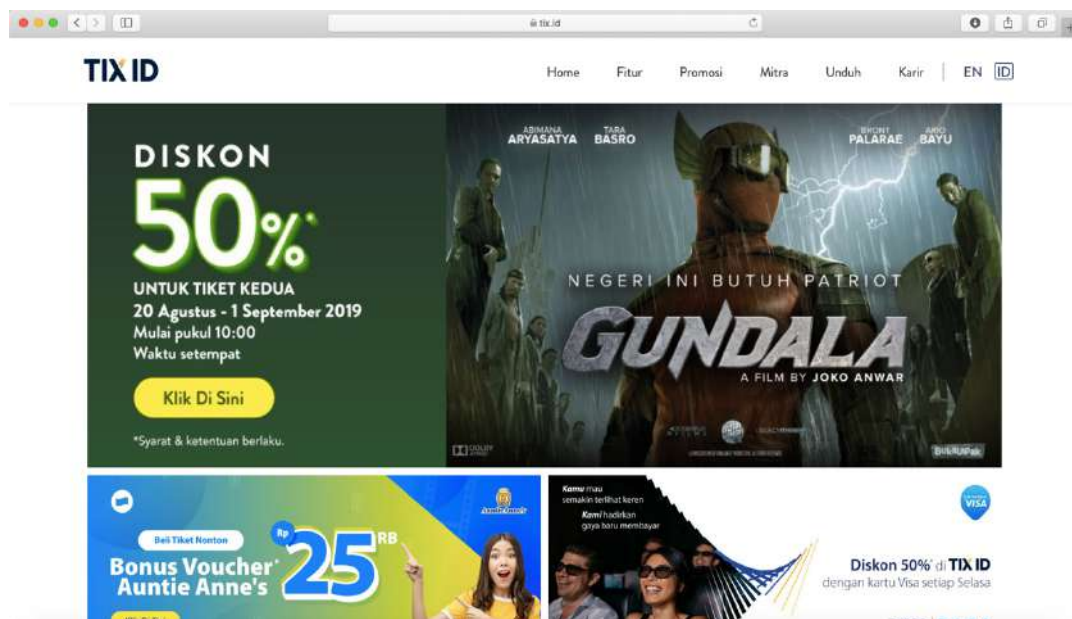 tix.id
TIX ID
Home Fitur Promosi Mitra Unduh Karir EN ID
DISKON
50%*
UNTUK TIKET KEDUA
20 Agustus - 1 September 2019
Mulai pukul 10:00
Waktu setempat
Klik Di Sini
*Syarat & ketentuan berlaku.
ABIMANA
ARYASATYA
TARA
BASRO
BRONT
PALARAE
ARIO
BAYU
NEGERI INI BUTUH PATRIOT
GUNDALA
A FILM BY JOKO ANWAR
DOLBY
Beli Tiket Nonton
Bonus Voucher*
Auntie Anne's
Rp
25
RB
Auntie Anne's
Kamu mau
semakin terlihat keren
Kami hadirkan
gaya baru membayar
VISA
Diskon 50%* di TIX ID
dengan kartu Visa setiap Selasa